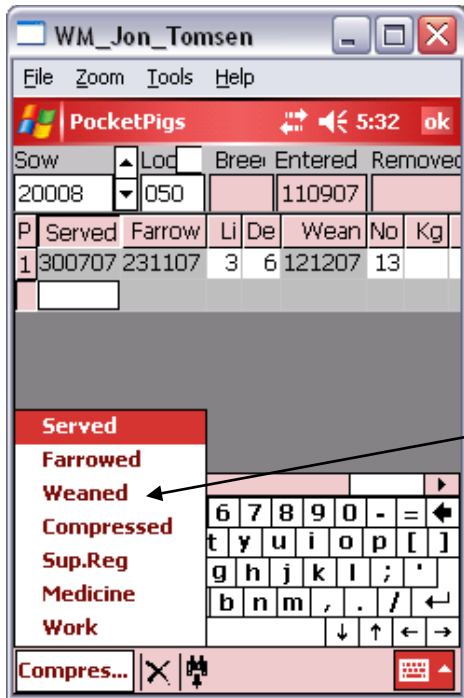 WM_Jon_Tomsen
File Zoom Tools Help
PocketPigs 5:32 ok
Sow Loc Bree Entered Removed
20008 050 110907
P Served Farrow Li De Wean No Kg
1 300707 231107 3 6 121207 13
Served
Farrowed
Weaned
Compressed
Sup.Reg
Medicine
Work
6 7 8 9 0 - =
t y u i o p [ ]
g h j k l ; '
b n m , . /
Compres...